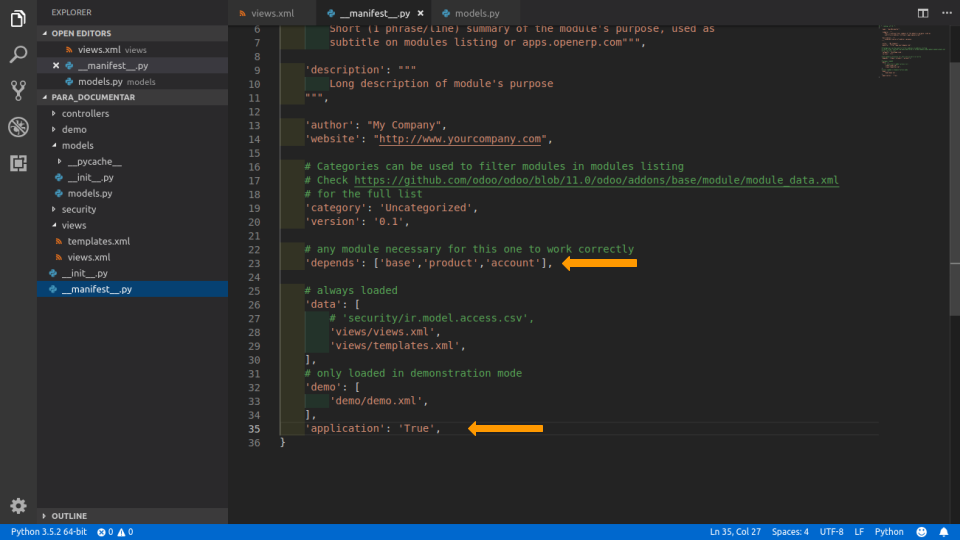 EXPLORER
OPEN EDITORS
views.xml views
__manifest__.py
models.py models
PARA_DOCUMENTAR
controllers
demo
models
__pycache__
__init__.py
models.py
security
views
templates.xml
views.xml
__init__.py
__manifest__.py
OUTLINE
views.xml
__manifest__.py
models.py
6 Short (1 phrase/line) summary of the module's purpose, used as
7 subtitle on modules listing or apps.openerp.com""",
8
9 'description': """
10 Long description of module's purpose
11 """,
12
13 'author': "My Company",
14 'website': "http://www.yourcompany.com",
15
16 # Categories can be used to filter modules in modules listing
17 # Check https://github.com/odoo/odoo/blob/11.0/odoo/addons/base/module/module_data.xml
18 # for the full list
19 'category': 'Uncategorized',
20 'version': '0.1',
21
22 # any module necessary for this one to work correctly
23 'depends': ['base','product','account'],
24
25 # always loaded
26 'data': [
27 # 'security/ir.model.access.csv',
28 'views/views.xml',
29 'views/templates.xml',
30 ],
31 # only loaded in demonstration mode
32 'demo': [
33 'demo/demo.xml',
34 ],
35 'application': 'True',
36 }
Python 3.5.2 64-bit 0 0 Ln 35, Col 27 Spaces: 4 UTF-8 LF Python